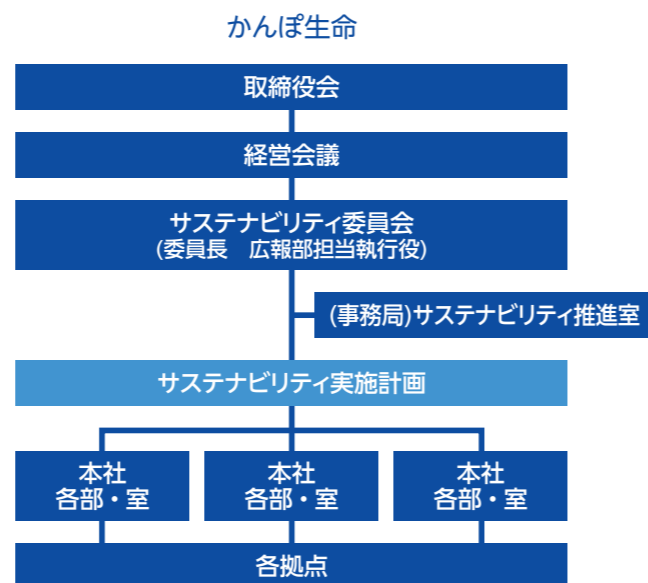 かんぽ生命
取締役会
経営会議
サステナビリティ委員会
(委員長　広報部担当執行役)
(事務局)サステナビリティ推進室
サステナビリティ実施計画
本社
各部・室
本社
各部・室
本社
各部・室
各拠点